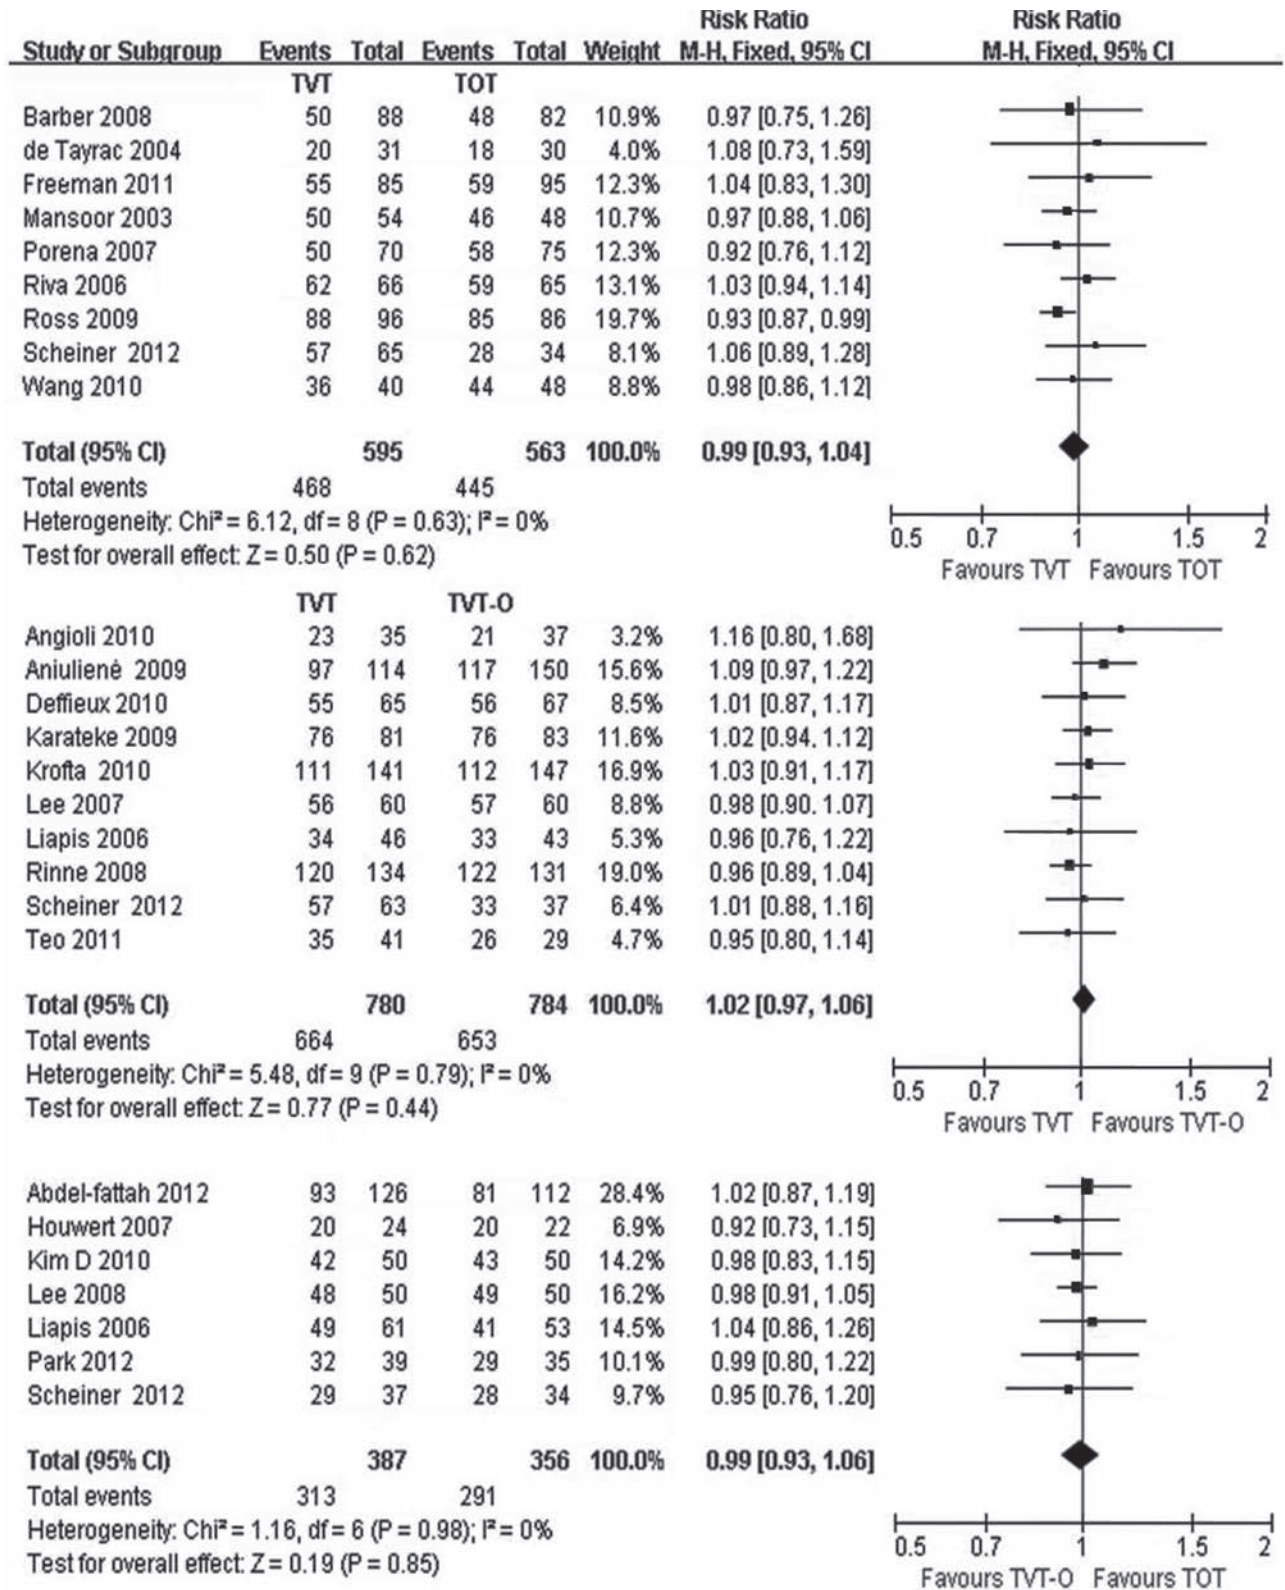 Risk Ratio Risk Ratio
Study or Subgroup Events Total Events Total Weight M-H, Fixed, 95% CI M-H, Fixed, 95% CI
TVT TOT
Barber 2008 50 88 48 82 10.9% 0.97 [0.75, 1.26]
de Tayrac 2004 20 31 18 30 4.0% 1.08 [0.73, 1.59]
Freeman 2011 55 85 59 95 12.3% 1.04 [0.83, 1.30]
Mansoor 2003 50 54 46 48 10.7% 0.97 [0.88, 1.06]
Porena 2007 50 70 58 75 12.3% 0.92 [0.76, 1.12]
Riva 2006 62 66 59 65 13.1% 1.03 [0.94, 1.14]
Ross 2009 88 96 85 86 19.7% 0.93 [0.87, 0.99]
Scheiner 2012 57 65 28 34 8.1% 1.06 [0.89, 1.28]
Wang 2010 36 40 44 48 8.8% 0.98 [0.86, 1.12]
Total (95% CI) 595 563 100.0% 0.99 [0.93, 1.04]
Total events 468 445
Heterogeneity: Chi² = 6.12, df = 8 (P = 0.63); I² = 0%
Test for overall effect: Z = 0.50 (P = 0.62)
0.5 0.7 1 1.5 2
Favours TVT Favours TOT
TVT TVT-O
Angioli 2010 23 35 21 37 3.2% 1.16 [0.80, 1.68]
Aniulienė 2009 97 114 117 150 15.6% 1.09 [0.97, 1.22]
Deffieux 2010 55 65 56 67 8.5% 1.01 [0.87, 1.17]
Karateke 2009 76 81 76 83 11.6% 1.02 [0.94. 1.12]
Krofta 2010 111 141 112 147 16.9% 1.03 [0.91, 1.17]
Lee 2007 56 60 57 60 8.8% 0.98 [0.90. 1.07]
Liapis 2006 34 46 33 43 5.3% 0.96 [0.76, 1.22]
Rinne 2008 120 134 122 131 19.0% 0.96 [0.89, 1.04]
Scheiner 2012 57 63 33 37 6.4% 1.01 [0.88, 1.16]
Teo 2011 35 41 26 29 4.7% 0.95 [0.80, 1.14]
Total (95% CI) 780 784 100.0% 1.02 [0.97, 1.06]
Total events 664 653
Heterogeneity: Chi² = 5.48, df = 9 (P = 0.79); I² = 0%
Test for overall effect: Z = 0.77 (P = 0.44)
0.5 0.7 1 1.5 2
Favours TVT Favours TVT-O
Abdel-fattah 2012 93 126 81 112 28.4% 1.02 [0.87, 1.19]
Houwert 2007 20 24 20 22 6.9% 0.92 [0.73, 1.15]
Kim D 2010 42 50 43 50 14.2% 0.98 [0.83, 1.15]
Lee 2008 48 50 49 50 16.2% 0.98 [0.91, 1.05]
Liapis 2006 49 61 41 53 14.5% 1.04 [0.86, 1.26]
Park 2012 32 39 29 35 10.1% 0.99 [0.80, 1.22]
Scheiner 2012 29 37 28 34 9.7% 0.95 [0.76, 1.20]
Total (95% CI) 387 356 100.0% 0.99 [0.93, 1.06]
Total events 313 291
Heterogeneity: Chi² = 1.16, df = 6 (P = 0.98); I² = 0%
Test for overall effect: Z = 0.19 (P = 0.85)
0.5 0.7 1 1.5 2
Favours TVT-O Favours TOT